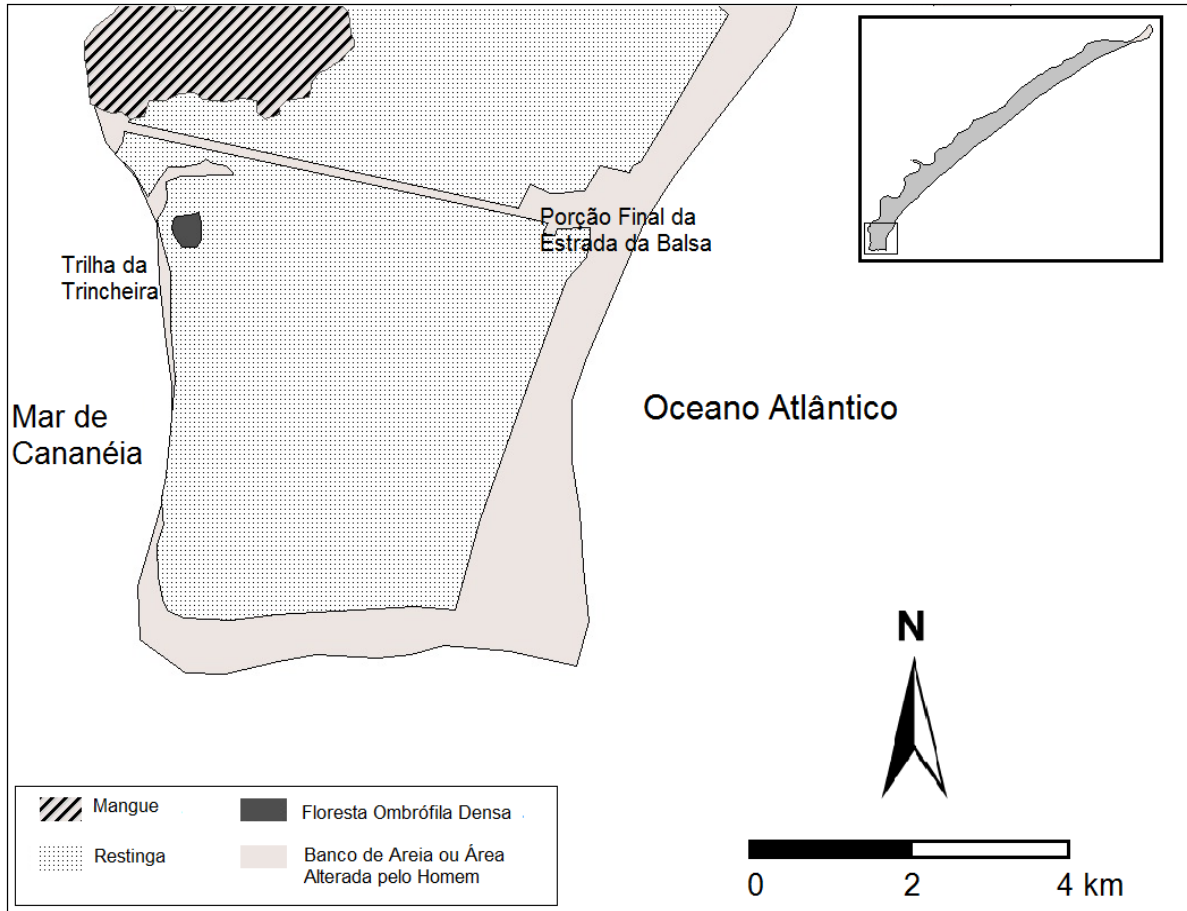 Porção Final da
Estrada da Balsa
Trilha da
Trincheira
Mar de
Cananéia
Oceano Atlântico
N
Mangue
Floresta Ombrófila Densa
Restinga
Banco de Areia ou Área
Alterada pelo Homem
0 2 4 km